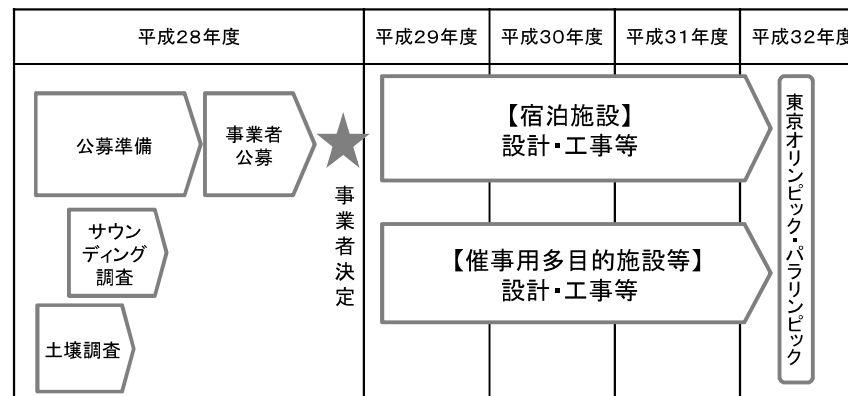 平成28年度
平成29年度
平成30年度
平成31年度
平成32年度
公募準備
事業者
公募
事業者決定
【宿泊施設】
設計・工事等
東京オリンピック・パラリンピック
サウン
ディング
調査
【催事用多目的施設等】
設計・工事等
土壌調査